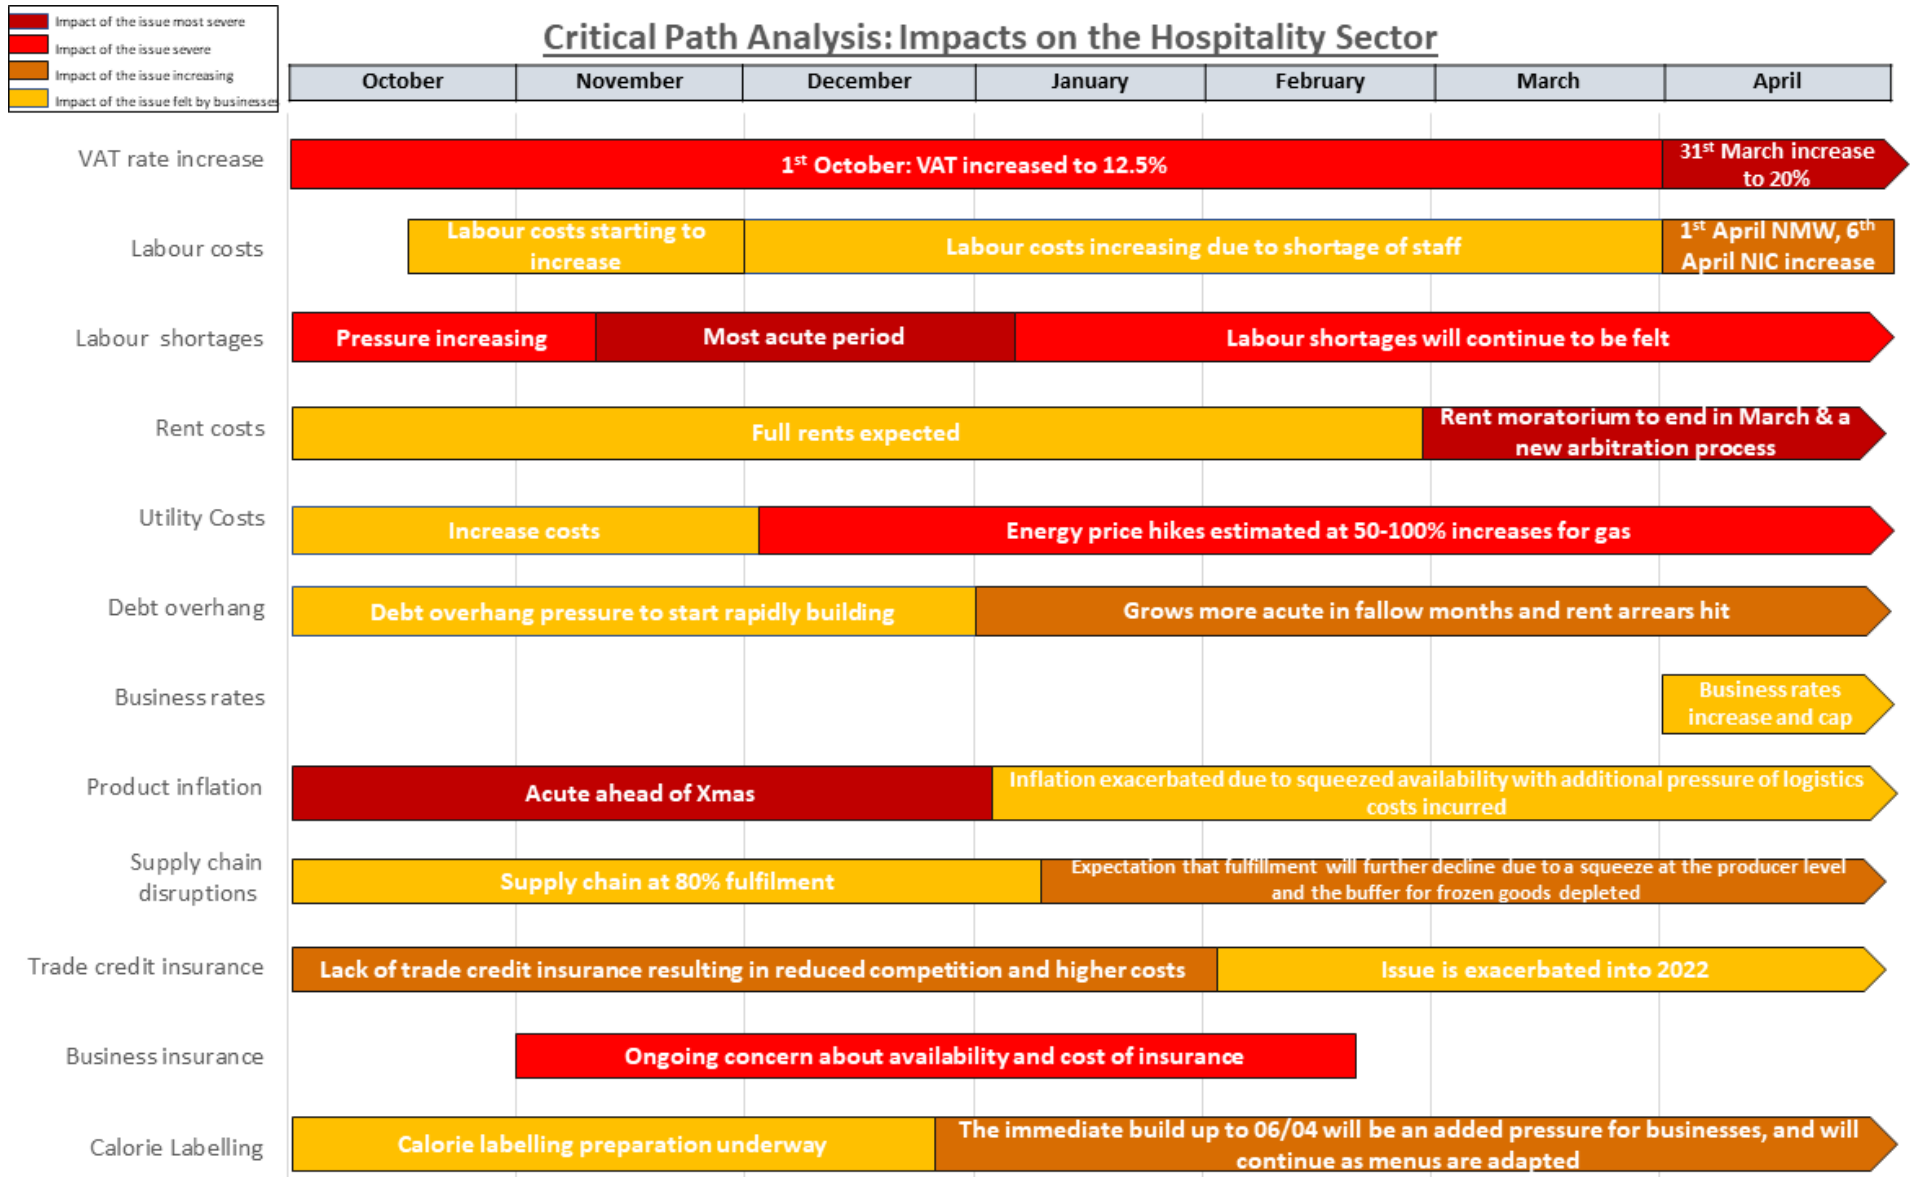 Impact of the issue most severe
Impact of the issue severe
Impact of the issue increasing
Impact of the issue felt by businesses
Critical Path Analysis: Impacts on the Hospitality Sector
October November December January February March April
VAT rate increase
1st October: VAT increased to 12.5%
31st March increase
to 20%
Labour costs
Labour costs starting to
increase
Labour costs increasing due to shortage of staff
1st April NMW, 6th
April NIC increase
Labour shortages
Pressure increasing
Most acute period
Labour shortages will continue to be felt
Rent costs
Full rents expected
Rent moratorium to end in March & a
new arbitration process
Utility Costs
Increase costs
Energy price hikes estimated at 50-100% increases for gas
Debt overhang
Debt overhang pressure to start rapidly building
Grows more acute in fallow months and rent arrears hit
Business rates
Business rates
increase and cap
Product inflation
Acute ahead of Xmas
Inflation exacerbated due to squeezed availability with additional pressure of logistics
costs incurred
Supply chain
disruptions
Supply chain at 80% fulfilment
Expectation that fulfillment will further decline due to a squeeze at the producer level
and the buffer for frozen goods depleted
Trade credit insurance
Lack of trade credit insurance resulting in reduced competition and higher costs
Issue is exacerbated into 2022
Business insurance
Ongoing concern about availability and cost of insurance
Calorie Labelling
Calorie labelling preparation underway
The immediate build up to 06/04 will be an added pressure for businesses, and will
continue as menus are adapted